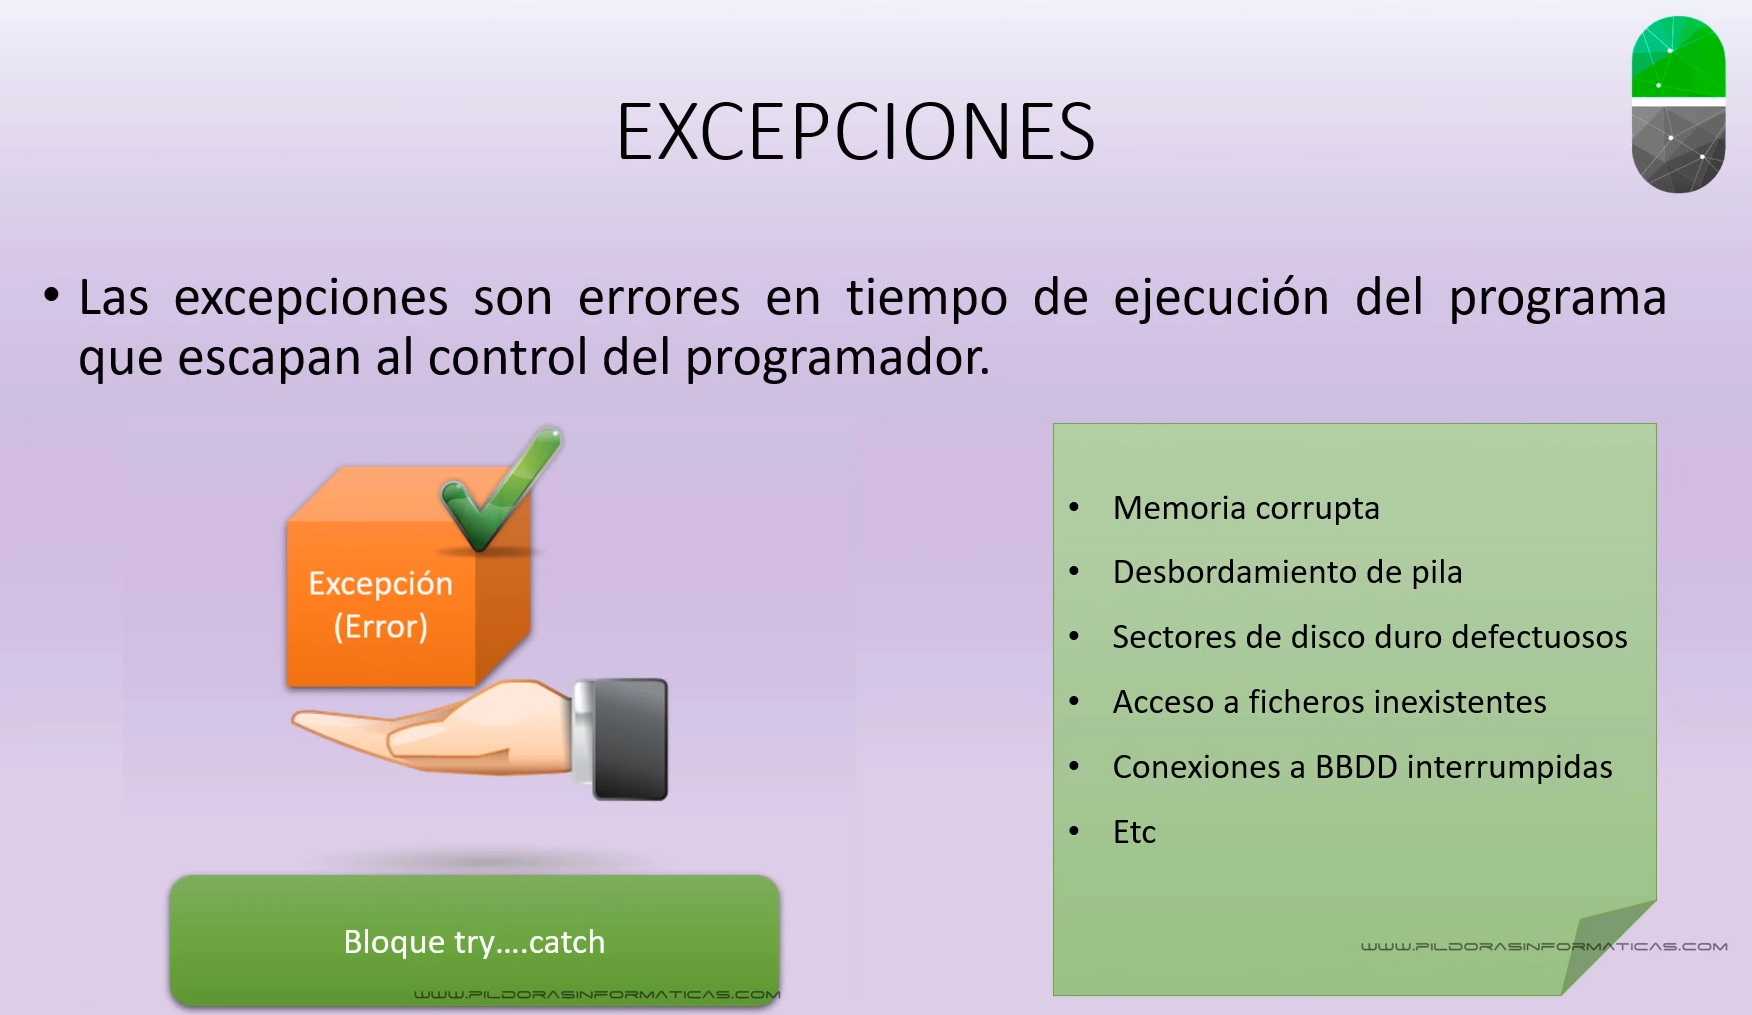 EXCEPCIONES
• Las excepciones son errores en tiempo de ejecución del programa
que escapan al control del programador.
Excepción
(Error)
Bloque try....catch
WWW.PILDORASINFORMATICAS.COM
• Memoria corrupta
• Desbordamiento de pila
• Sectores de disco duro defectuosos
• Acceso a ficheros inexistentes
• Conexiones a BBDD interrumpidas
• Etc
WWW.PILDORASINFORMATICAS.COM